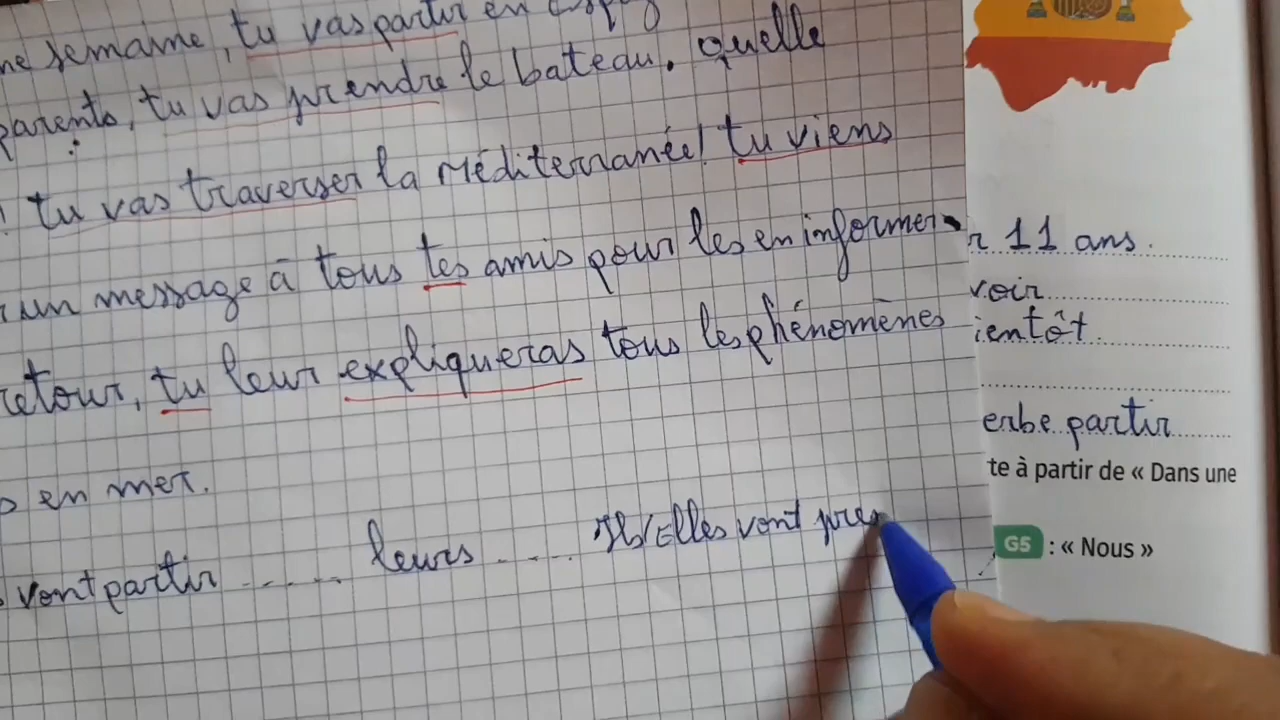 ne semaine, tu vas partir en
parents, tu vas prendre le bateau. quelle
! tu vas traverser la méditerranée! tu viens
r un message à tous tes amis pour les en informer
retour, tu leur expliqueras tous les phénomènes
en mer.
vont partir ...... leurs ..... Ils/Elles vont pren
r 11 ans.
voir
ientôt.
erbe partir
te à partir de « Dans une
G5 : « Nous »